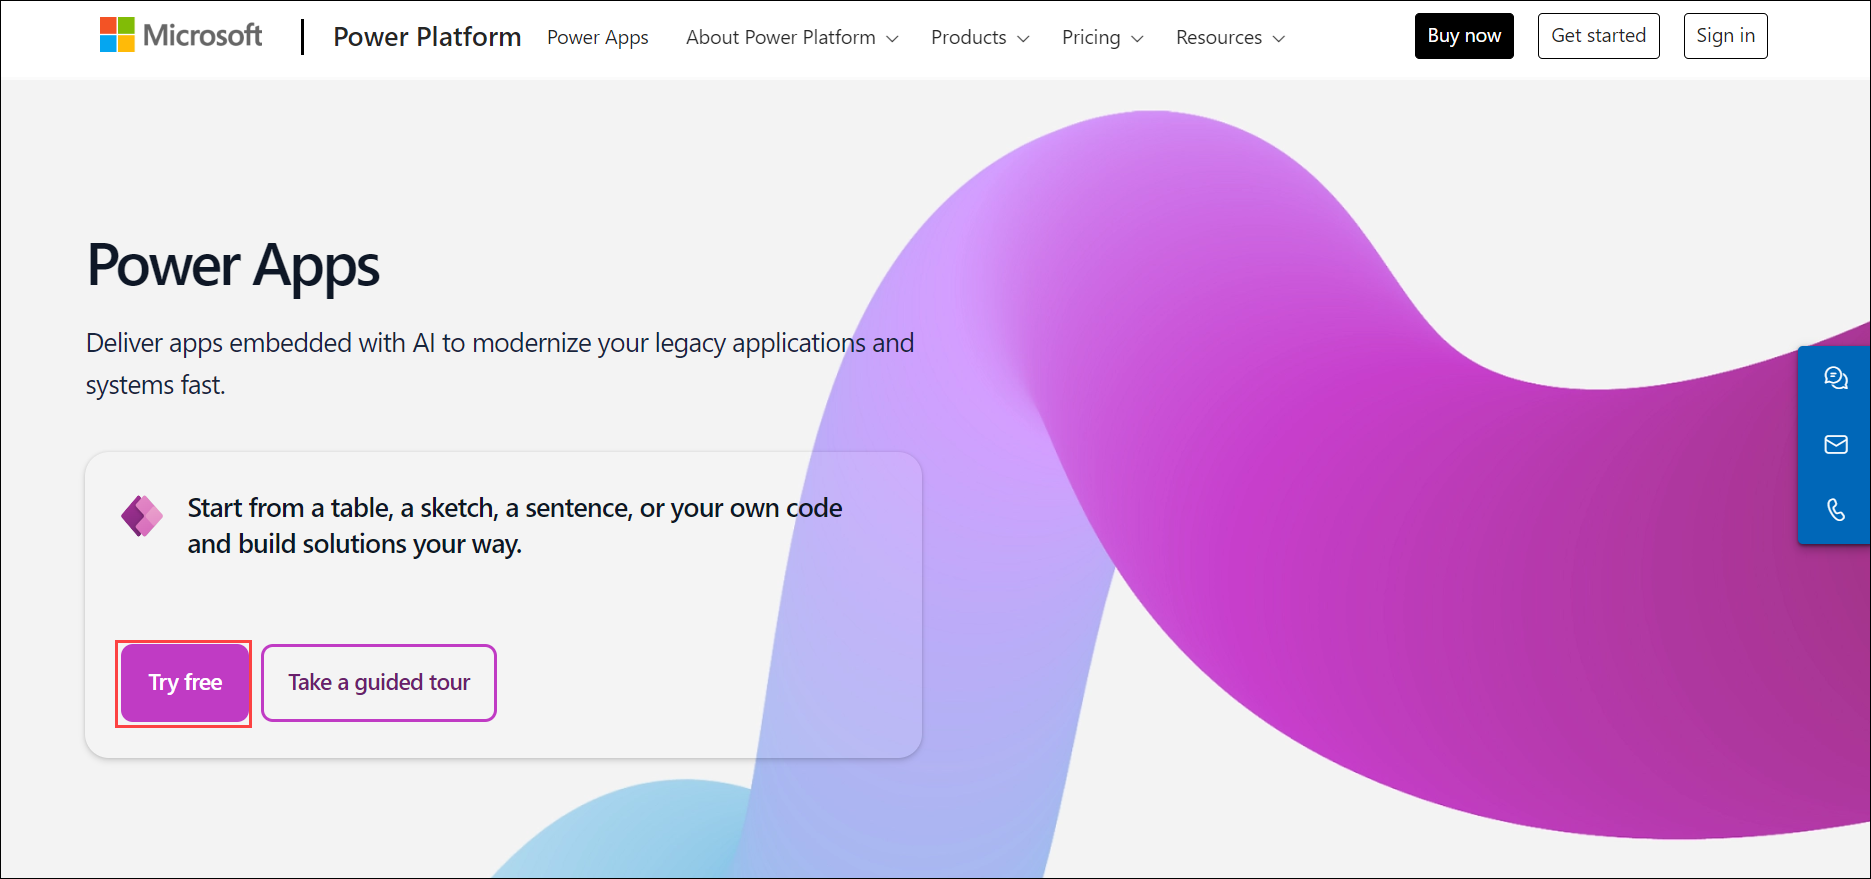 Microsoft
Power Platform
Power Apps
About Power Platform
Products
Pricing
Resources
Buy now
Get started
Sign in
Power Apps
Deliver apps embedded with AI to modernize your legacy applications and
systems fast.
Start from a table, a sketch, a sentence, or your own code
and build solutions your way.
Try free
Take a guided tour